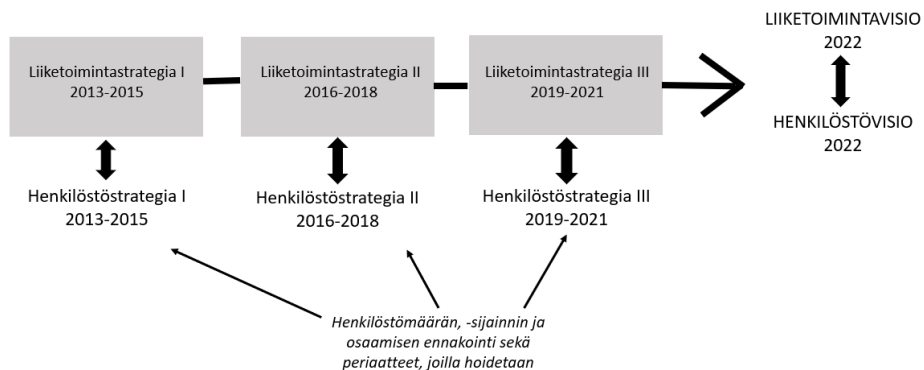 LIIKETOIMINTAVISIO
2022
Liiketoimintastrategia I
2013-2015
Liiketoimintastrategia II
2016-2018
Liiketoimintastrategia III
2019-2021
HENKILÖSTÖVISIO
2022
Henkilöstöstrategia I
2013-2015
Henkilöstöstrategia II
2016-2018
Henkilöstöstrategia III
2019-2021
Henkilöstömäärän, -sijainnin ja
osaamisen ennakointi sekä
periaatteet, joilla hoidetaan